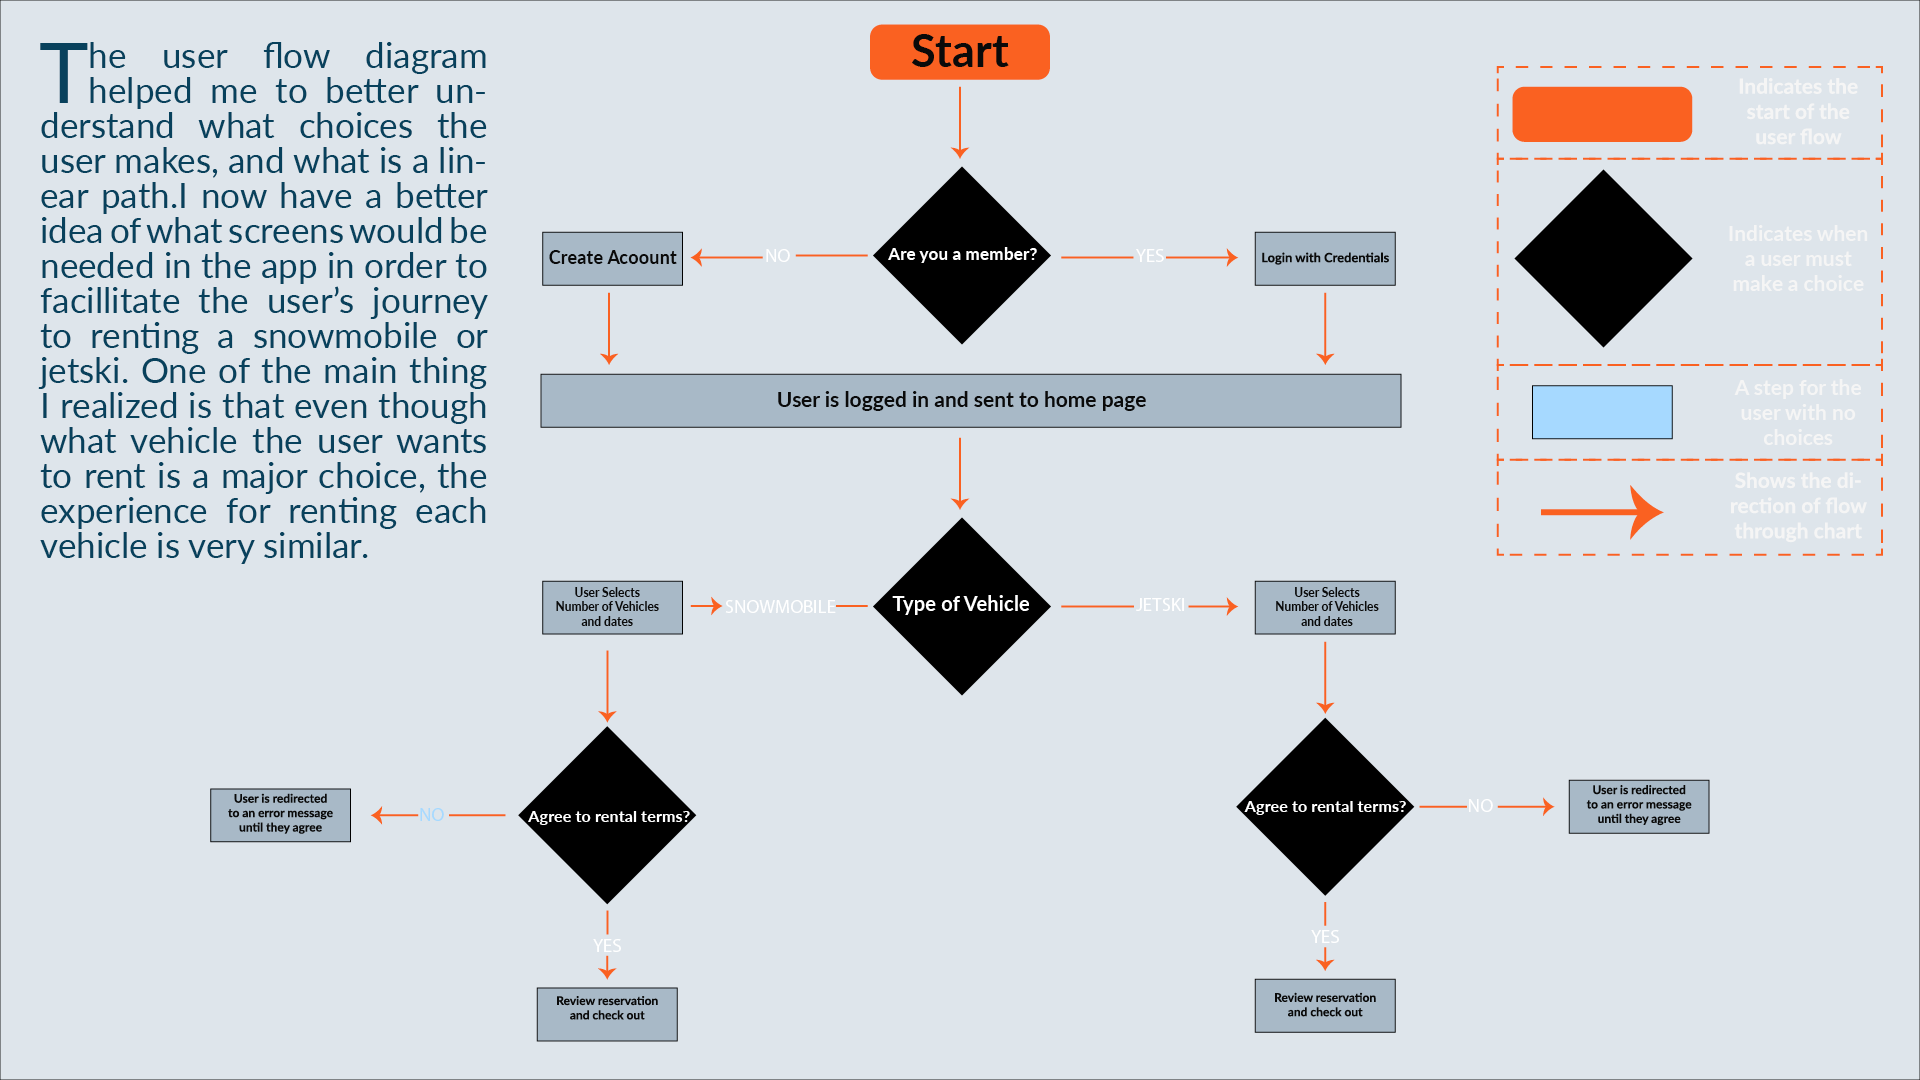 The user flow diagram
helped me to better un-
derstand what choices the
user makes, and what is a lin-
ear path.I now have a better
idea of what screens would be
needed in the app in order to
facillitate the user’s journey
to renting a snowmobile or
jetski. One of the main thing
I realized is that even though
what vehicle the user wants
to rent is a major choice, the
experience for renting each
vehicle is very similar.
Start
Indicates the
start of the
user flow
Indicates when
a user must
make a choice
A step for the
user with no
choices
Shows the di-
rection of flow
through chart
Create Acoount
NO
Are you a member?
YES
Login with Credentials
User is logged in and sent to home page
User Selects
Number of Vehicles
and dates
SNOWMOBILE
Type of Vehicle
JETSKI
User Selects
Number of Vehicles
and dates
User is redirected
to an error message
until they agree
NO
Agree to rental terms?
Agree to rental terms?
NO
User is redirected
to an error message
until they agree
YES
YES
Review reservation
and check out
Review reservation
and check out